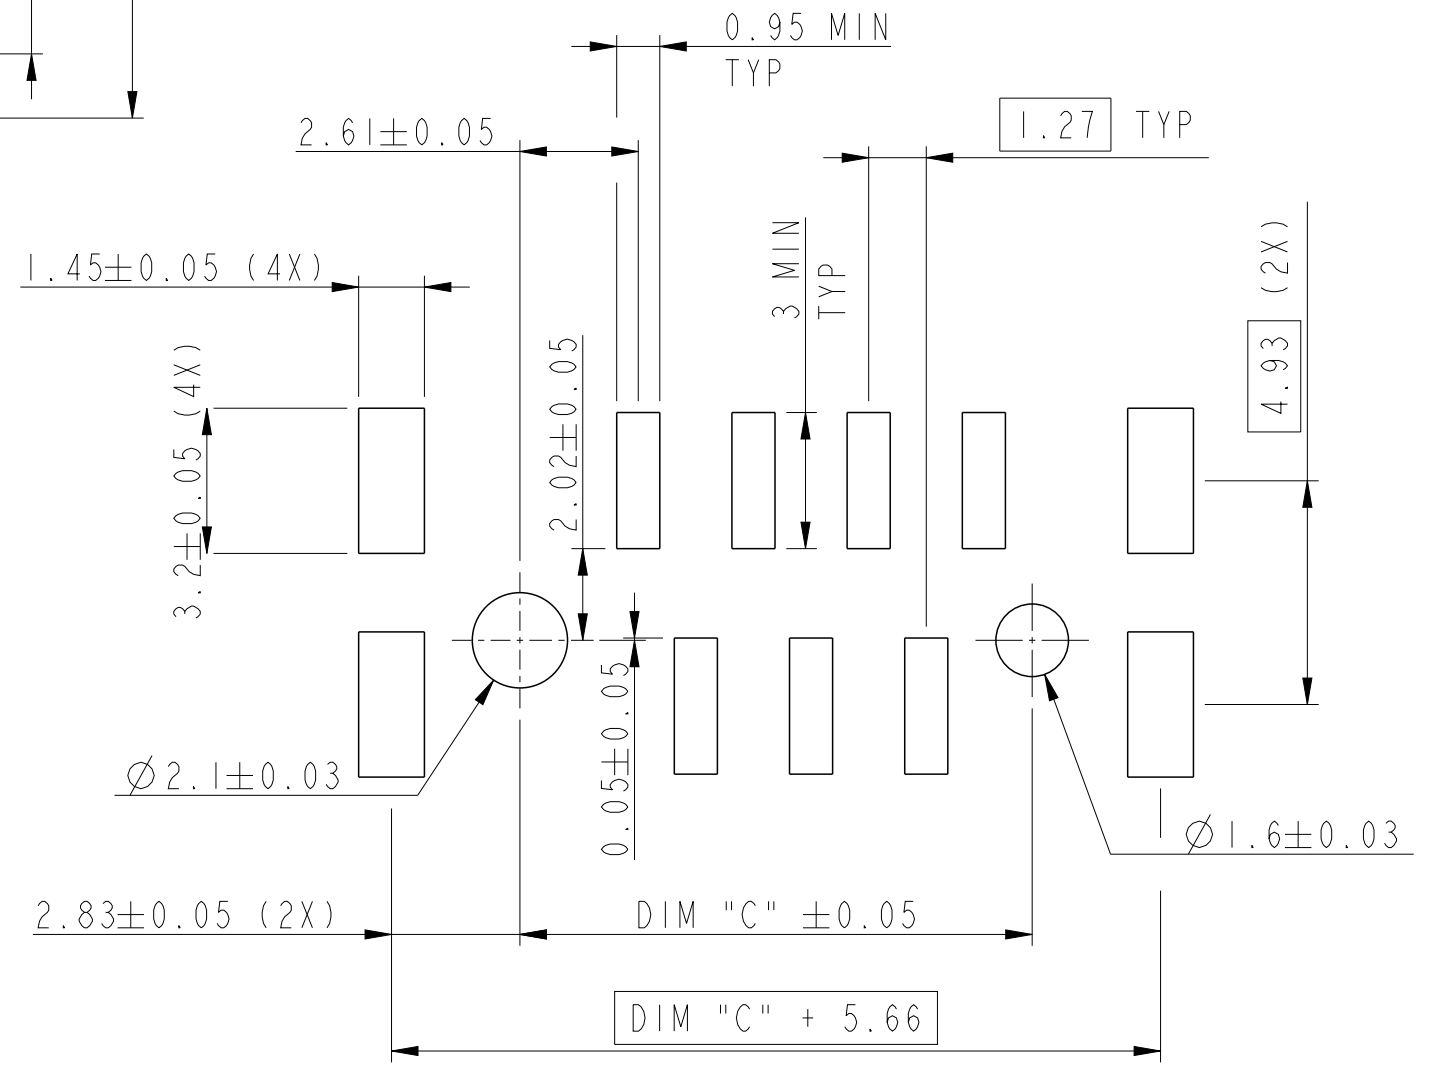 0.95 MIN
TYP
2.61±0.05
1.27 TYP
1.45±0.05 (4X)
3 MIN
TYP
4.93 (2X)
3.2±0.05 (4X)
2.02±0.05
0.05±0.05
Ø2.1±0.03
Ø1.6±0.03
2.83±0.05 (2X)
DIM "C" ±0.05
DIM "C" + 5.66